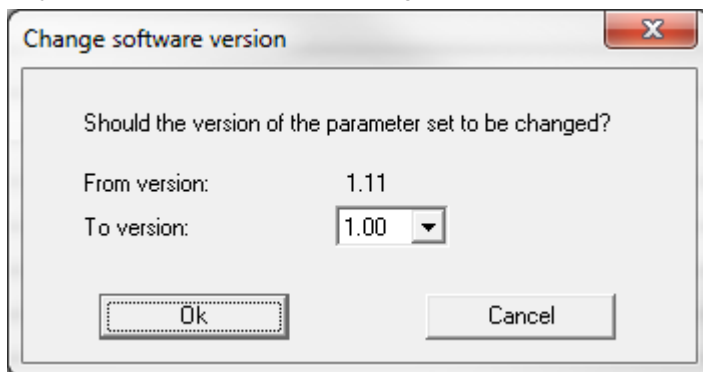 Change software version
Should the version of the parameter set to be changed?
From version: 1.11
To version: 1.00
Ok Cancel